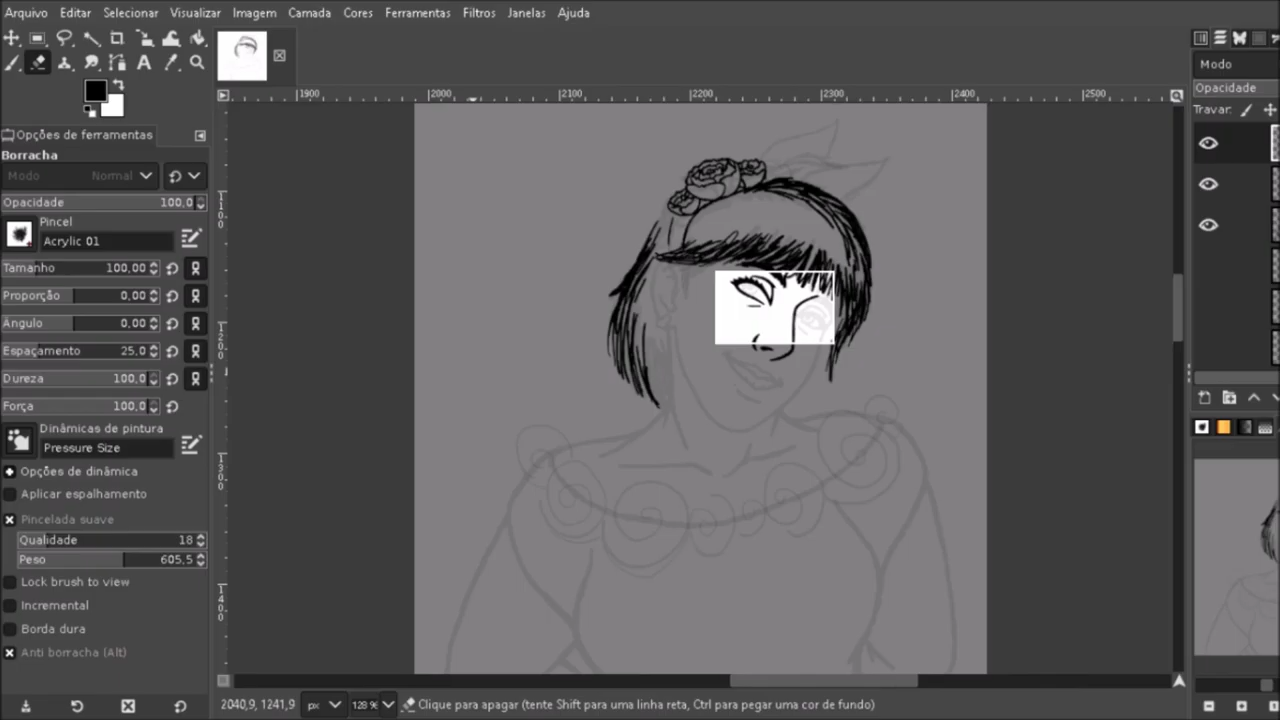 Arquivo Editar Selecionar Visualizar Imagem Camada Cores Ferramentas Filtros Janelas Ajuda
Opções de ferramentas
Borracha
Modo Normal
Opacidade 100,0
Pincel
Acrylic 01
Tamanho 100,00
Proporção 0,00
Ângulo 0,00
Espaçamento 25,0
Dureza 100,0
Força 100,0
Dinâmicas de pintura
Pressure Size
Opções de dinâmica
Aplicar espalhamento
Pincelada suave
Qualidade 18
Peso 605,5
Lock brush to view
Incremental
Borda dura
Anti borracha (Alt)
1900 2000 2100 2200 2300 2400 2500
1100
1200
1300
1400
Modo
Opacidade
Travar:
2040,9, 1241,9 px 128 % Clique para apagar (tente Shift para uma linha reta, Ctrl para pegar uma cor de fundo)